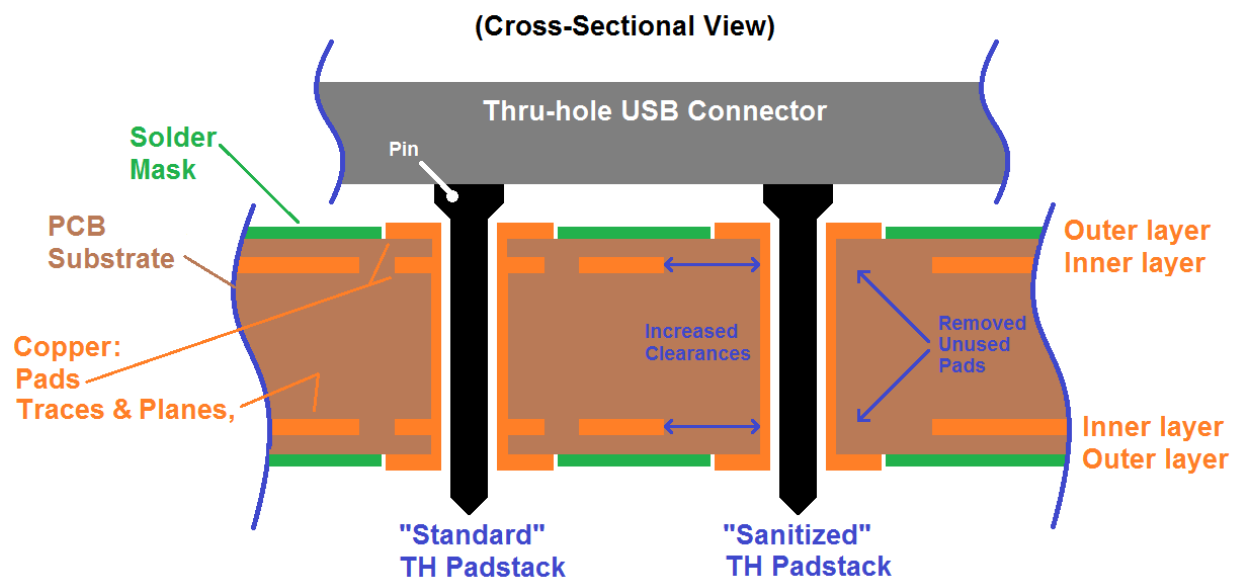 (Cross-Sectional View)
Thru-hole USB Connector
Solder
Mask
Pin
PCB
Substrate
Outer layer
Inner layer
Increased
Clearances
Removed
Unused
Pads
Copper:
Pads
Traces & Planes,
Inner layer
Outer layer
"Standard"
TH Padstack
"Sanitized"
TH Padstack